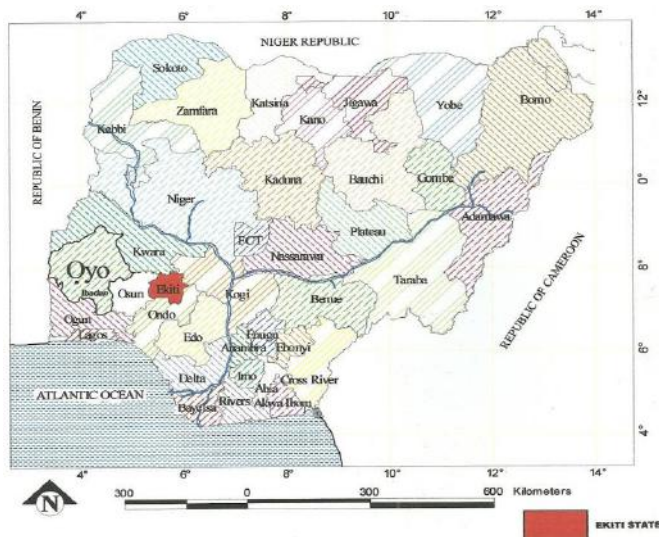 4° 6° 8° 10° 12° 14°
NIGER REPUBLIC
Sokoto
Zamfara
Katsina
Jigawa
Kano
Yobe
Borno
12°
Kabbi
REPUBLIC OF BENIN
Kaduna
Bauchi
Gombe
0°
Niger
Adamawa
FCT
Plateau
Kwara
Nassarawa
Taraba
8°
Oyo
Ibadan
Osun
Ekiti
Kogi
Benue
REPUBLIC OF CAMEROON
Ogun
Ondo
Lagos
Edo
Enugu
Anambra
Ebonyi
6°
Delta
Imo
Abia
Cross River
ATLANTIC OCEAN
Bayelsa
Rivers
Akwa Ibom
4°
4° 6° 8° 10° 12° 14°
N
300 0 300 600 Kilometers
EKITI STATE